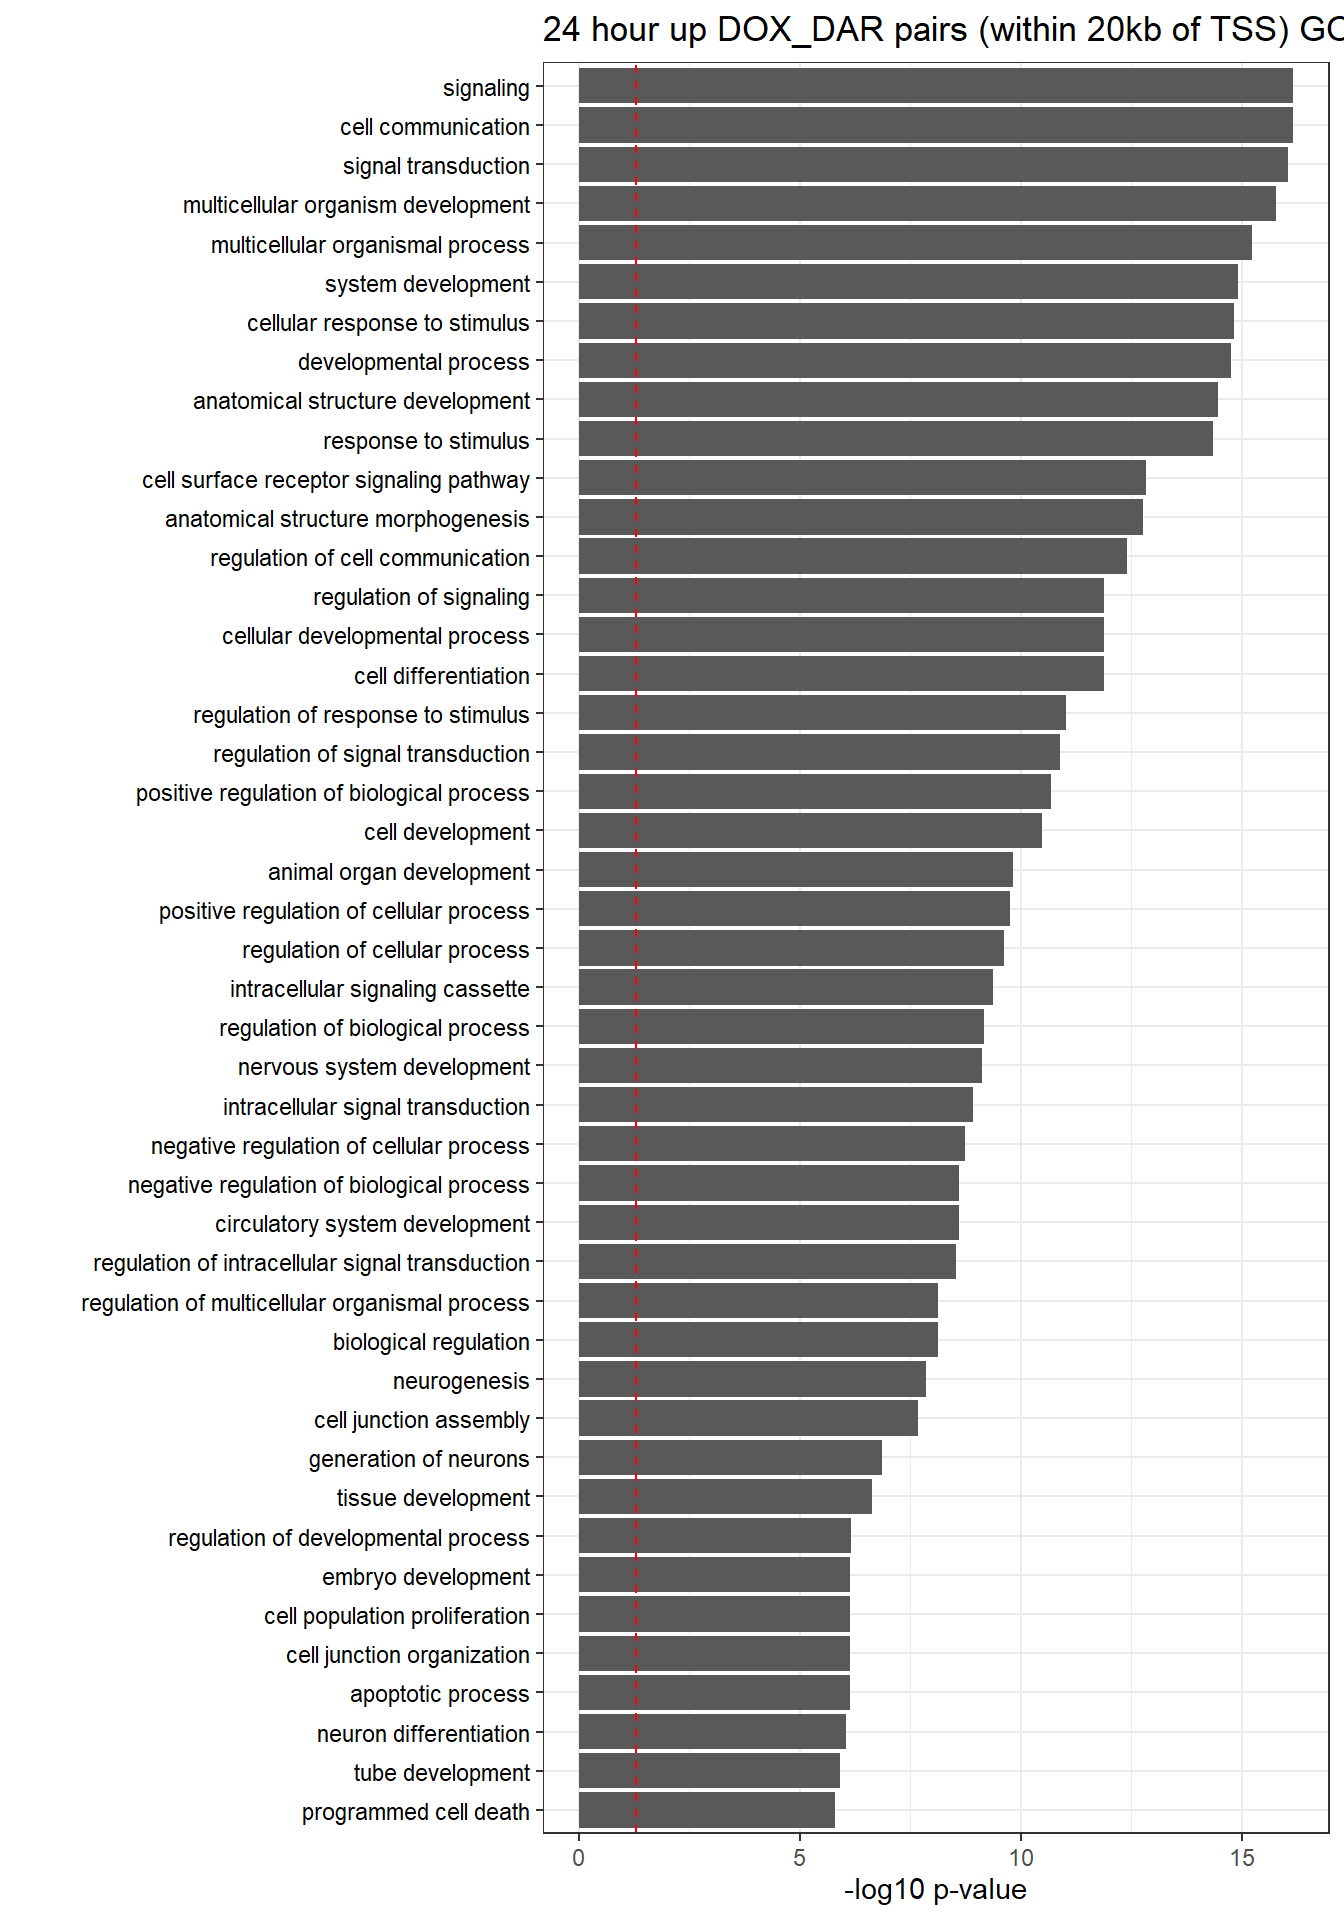 24 hour up DOX_DAR pairs (within 20kb of TSS) GO
signaling
cell communication
signal transduction
multicellular organism development
multicellular organismal process
system development
cellular response to stimulus
developmental process
anatomical structure development
response to stimulus
cell surface receptor signaling pathway
anatomical structure morphogenesis
regulation of cell communication
regulation of signaling
cellular developmental process
cell differentiation
regulation of response to stimulus
regulation of signal transduction
positive regulation of biological process
cell development
animal organ development
positive regulation of cellular process
regulation of cellular process
intracellular signaling cassette
regulation of biological process
nervous system development
intracellular signal transduction
negative regulation of cellular process
negative regulation of biological process
circulatory system development
regulation of intracellular signal transduction
regulation of multicellular organismal process
biological regulation
neurogenesis
cell junction assembly
generation of neurons
tissue development
regulation of developmental process
embryo development
cell population proliferation
cell junction organization
apoptotic process
neuron differentiation
tube development
programmed cell death
0 5 10 15
-log10 p-value